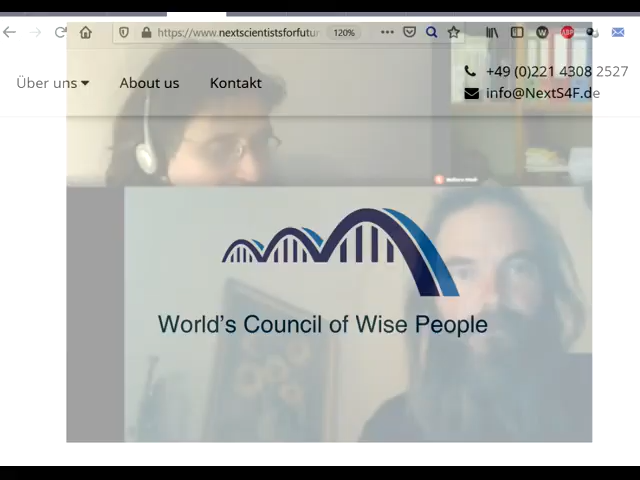 https://www.nextscientistsforfutur
120%
Über uns
About us
Kontakt
+49 (0)221 4308 2527
info@NextS4F.de
World's Council of Wise People